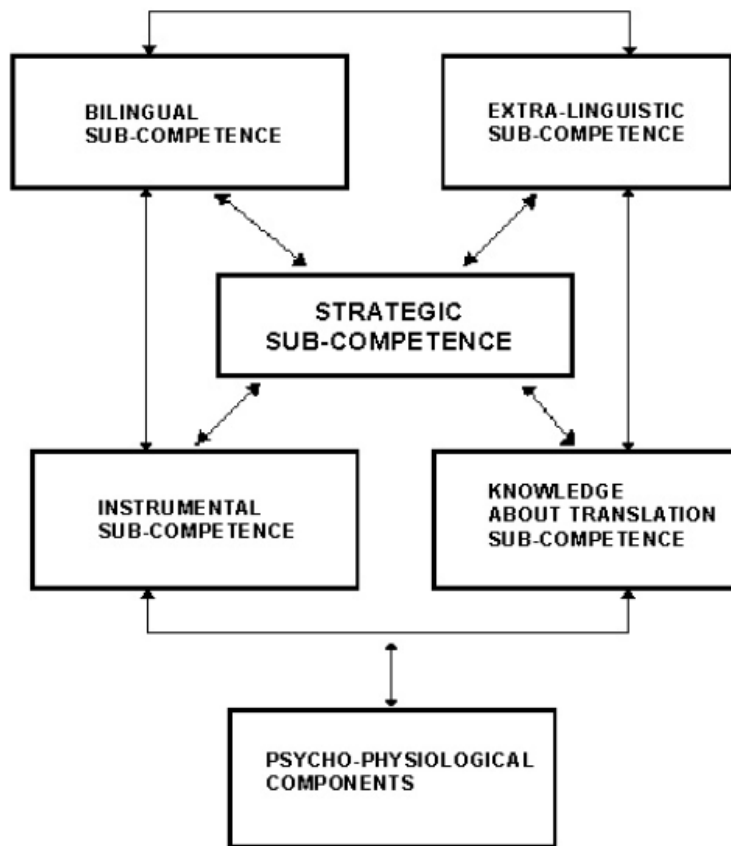 BILINGUAL
SUB-COMPETENCE
EXTRA-LINGUISTIC
SUB-COMPETENCE
STRATEGIC
SUB-COMPETENCE
INSTRUMENTAL
SUB-COMPETENCE
KNOWLEDGE
ABOUT TRANSLATION
SUB-COMPETENCE
PSYCHO-PHYSIOLOGICAL
COMPONENTS